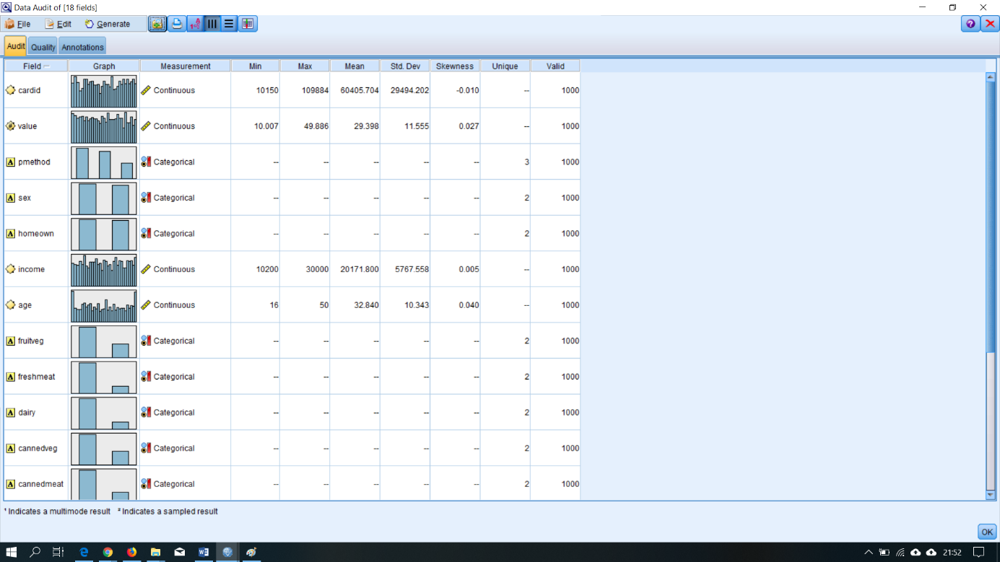 Data Audit of [18 fields]
File Edit Generate
Audit Quality Annotations
Field Graph Measurement Min Max Mean Std. Dev Skewness Unique Valid
cardid Continuous 10150 109884 60405.704 29494.202 -0.010 -- 1000
value Continuous 10.007 49.886 29.398 11.555 0.027 -- 1000
A pmethod Categorical -- -- -- -- -- 3 1000
A sex Categorical -- -- -- -- -- 2 1000
A homeown Categorical -- -- -- -- -- 2 1000
income Continuous 10200 30000 20171.800 5767.558 0.005 -- 1000
age Continuous 16 50 32.840 10.343 0.040 -- 1000
A fruitveg Categorical -- -- -- -- -- 2 1000
A freshmeat Categorical -- -- -- -- -- 2 1000
A dairy Categorical -- -- -- -- -- 2 1000
A cannedveg Categorical -- -- -- -- -- 2 1000
A cannedmeat Categorical -- -- -- -- -- 2 1000
¹ Indicates a multimode result ² Indicates a sampled result
OK
21:52